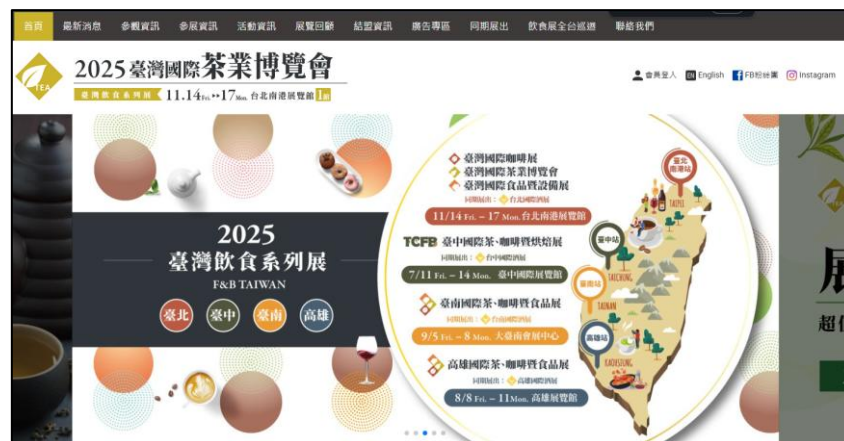 首頁 最新消息 參觀資訊 參展資訊 活動資訊 展覽回顧 結盟資訊 廣告專區 同期展出 飲食展全台巡迴 聯絡我們
TEA
2025臺灣國際茶業博覽會
臺灣飲食系列展 11.14Fri.▸▸17Mon. 台北南港展覽館1館
會員登入 EN English FB粉絲團 Instagram
2025
臺灣飲食系列展
F&B TAIWAN
臺北 臺中 臺南 高雄
臺灣國際咖啡展
臺灣國際茶業博覽會
臺灣國際食品暨設備展
同期展出：台北國際酒展
11/14 Fri. – 17 Mon. 台北南港展覽館
TCFB 臺中國際茶、咖啡暨烘焙展
同期展出：台中國際酒展
7/11 Fri. – 14 Mon. 臺中國際展覽館
臺南國際茶、咖啡暨食品展
同期展出：台南國際酒展
9/5 Fri. – 8 Mon. 大臺南會展中心
高雄國際茶、咖啡暨食品展
同期展出：高雄國際酒展
8/8 Fri. – 11 Mon. 高雄展覽館
臺北南港站
TAIPEI
臺中站
TAICHUNG
臺南站
TAINAN
高雄站
KAOHSIUNG
展
超